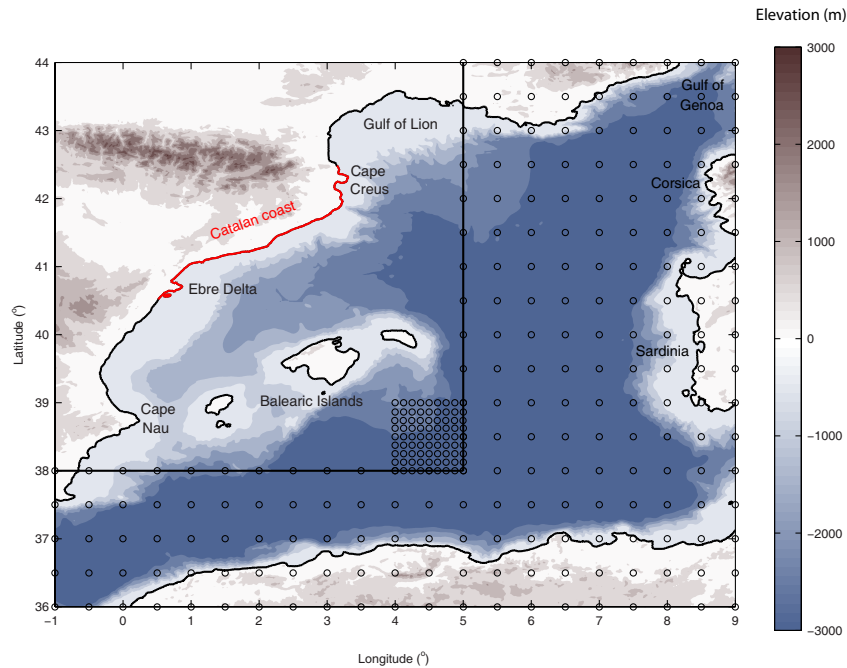 Elevation (m)
44
43
42
41
40
39
38
37
36
Latitude (o)
−1
0
1
2
3
4
5
6
7
8
9
Longitude (o)
Gulf of Lion
Gulf of
Genoa
Cape
Creus
Corsica
Catalan coast
Ebre Delta
Sardinia
Cape
Nau
Balearic Islands
3000
2000
1000
0
−1000
−2000
−3000